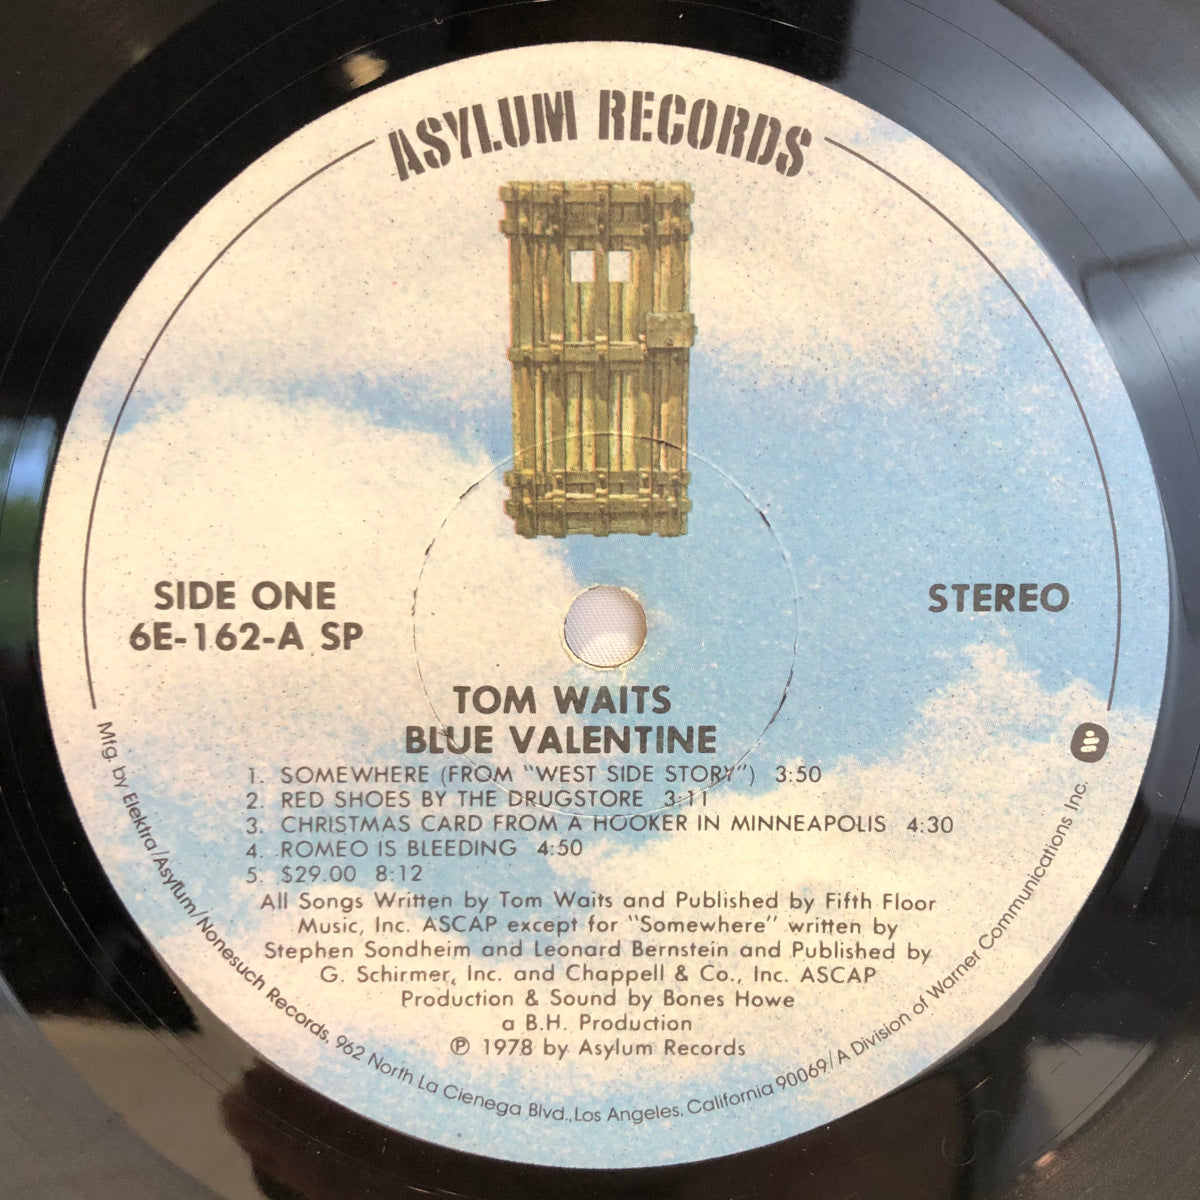 ASYLUM RECORDS
SIDE ONE
6E-162-A SP
STEREO
TOM WAITS
BLUE VALENTINE
1. SOMEWHERE (FROM "WEST SIDE STORY") 3:50
2. RED SHOES BY THE DRUGSTORE 3:11
3. CHRISTMAS CARD FROM A HOOKER IN MINNEAPOLIS 4:30
4. ROMEO IS BLEEDING 4:50
5. $29.00 8:12
All Songs Written by Tom Waits and Published by Fifth Floor
Music, Inc. ASCAP except for "Somewhere" written by
Stephen Sondheim and Leonard Bernstein and Published by
G. Schirmer, Inc. and Chappell & Co., Inc. ASCAP
Production & Sound by Bones Howe
a B.H. Production
℗ 1978 by Asylum Records
Mfg. by Elektra/Asylum/Nonesuch Records, 962 North La Cienega Blvd., Los Angeles, California 90069/A Division of Warner Communications Inc.